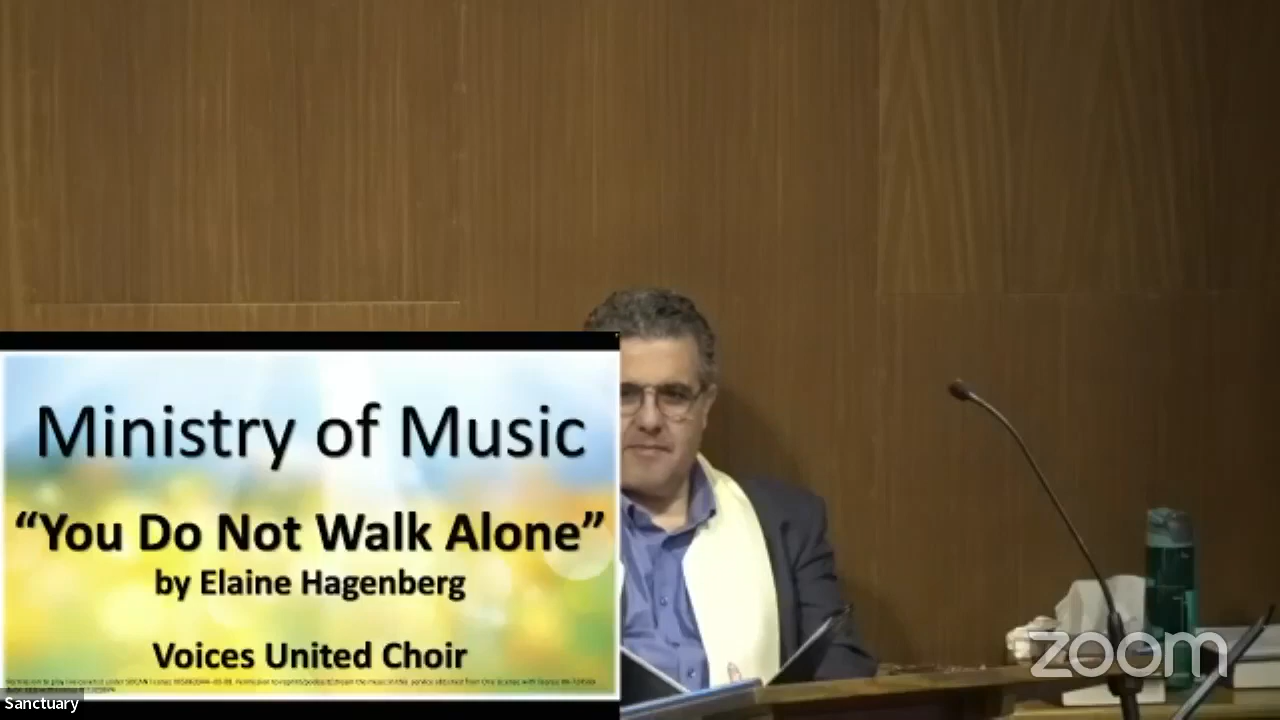 Ministry of Music
“You Do Not Walk Alone”
by Elaine Hagenberg
Voices United Choir
Sanctuary
zoom